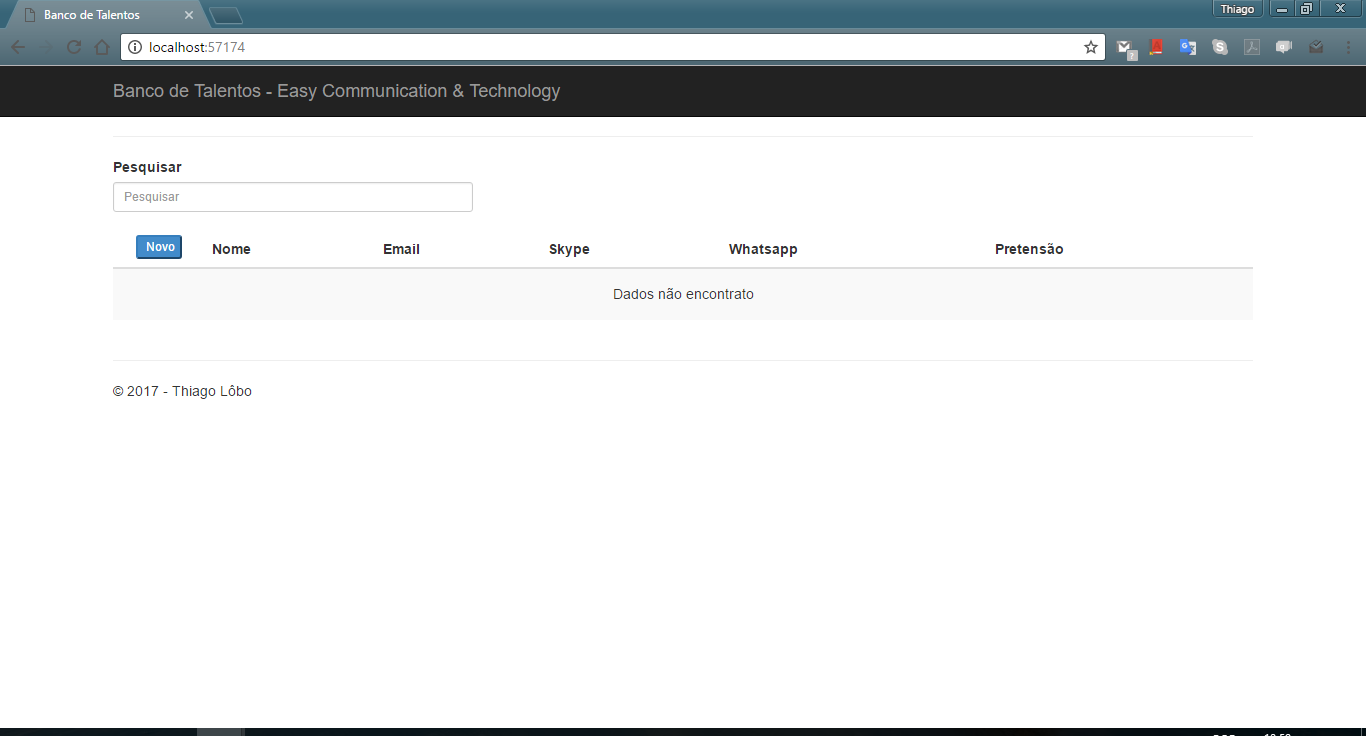 Banco de Talentos
Thiago
localhost:57174
Banco de Talentos - Easy Communication & Technology
Pesquisar
Pesquisar
Novo Nome Email Skype Whatsapp Pretensão
Dados não encontrato
© 2017 - Thiago Lôbo